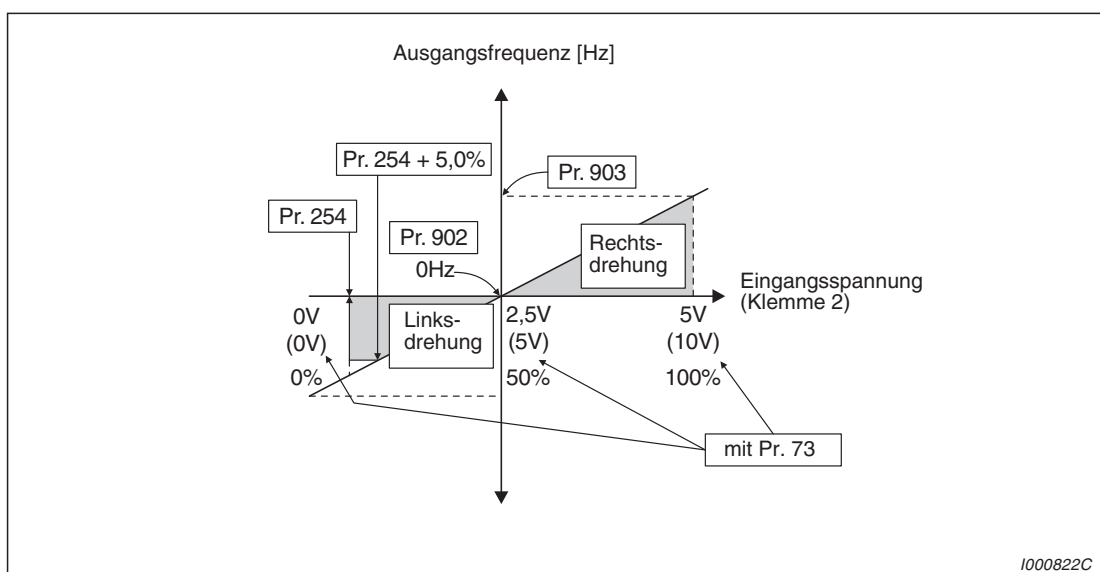 Ausgangsfrequenz [Hz]
Pr. 254 + 5,0%
Pr. 903
Pr. 254
Pr. 902
0Hz
Rechts-
drehung
Eingangsspannung
(Klemme 2)
0V
(0V)
0%
Links-
drehung
2,5V
(5V)
50%
5V
(10V)
100%
mit Pr. 73
I000822C